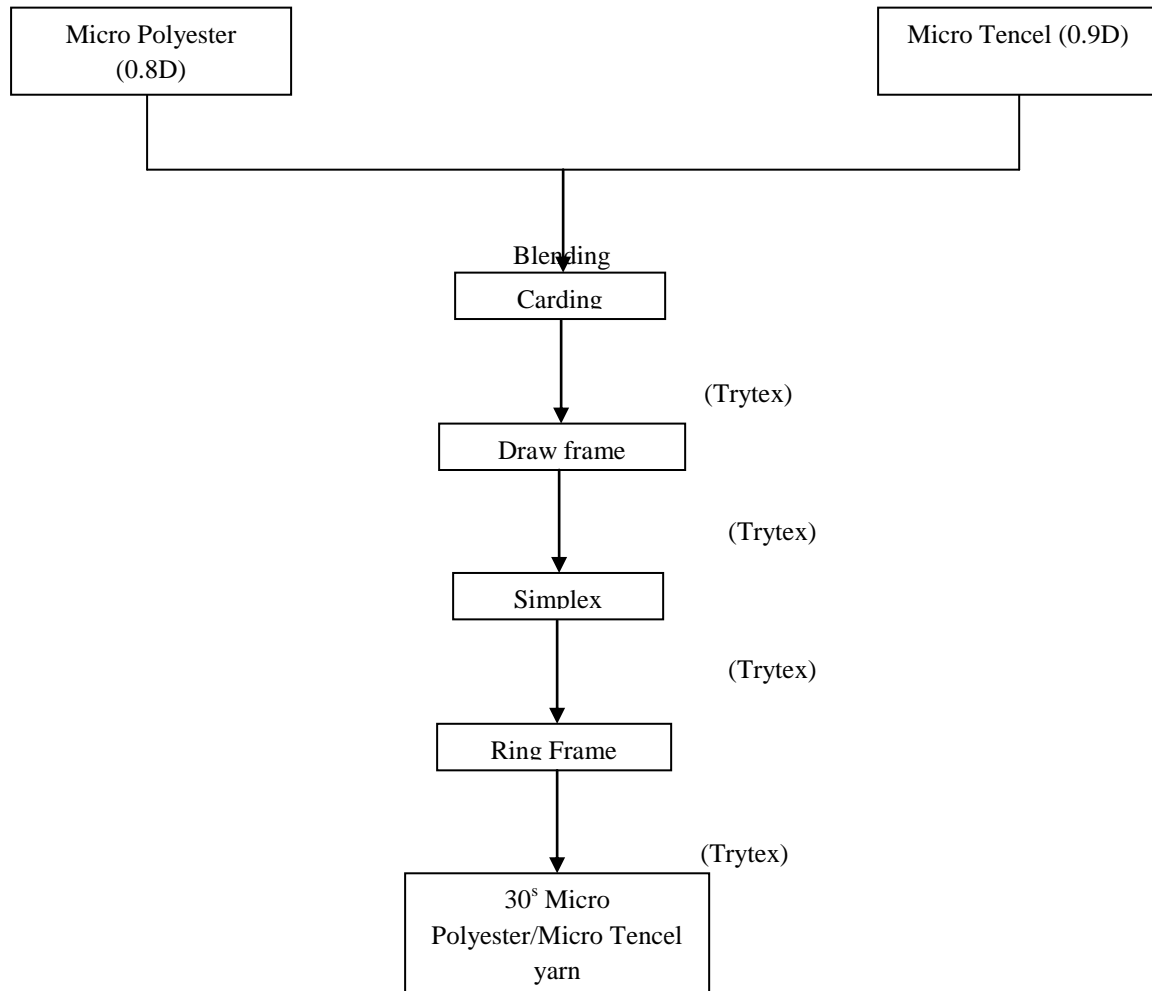 Micro Polyester
(0.8D)
Micro Tencel (0.9D)
Blending
Carding
(Trytex)
Draw frame
(Trytex)
Simplex
(Trytex)
Ring Frame
(Trytex)
30ˢ Micro
Polyester/Micro Tencel
yarn